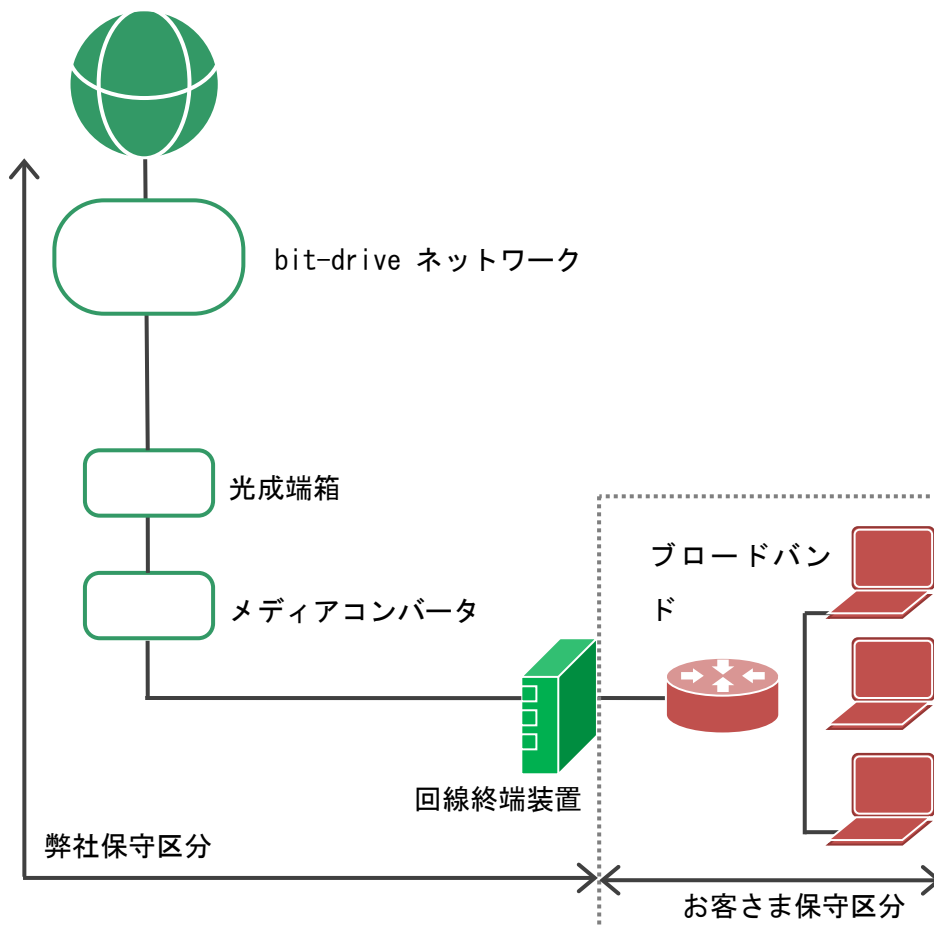 bit-drive ネットワーク
光成端箱
メディアコンバータ
ブロードバン
ド
回線終端装置
弊社保守区分
お客さま保守区分